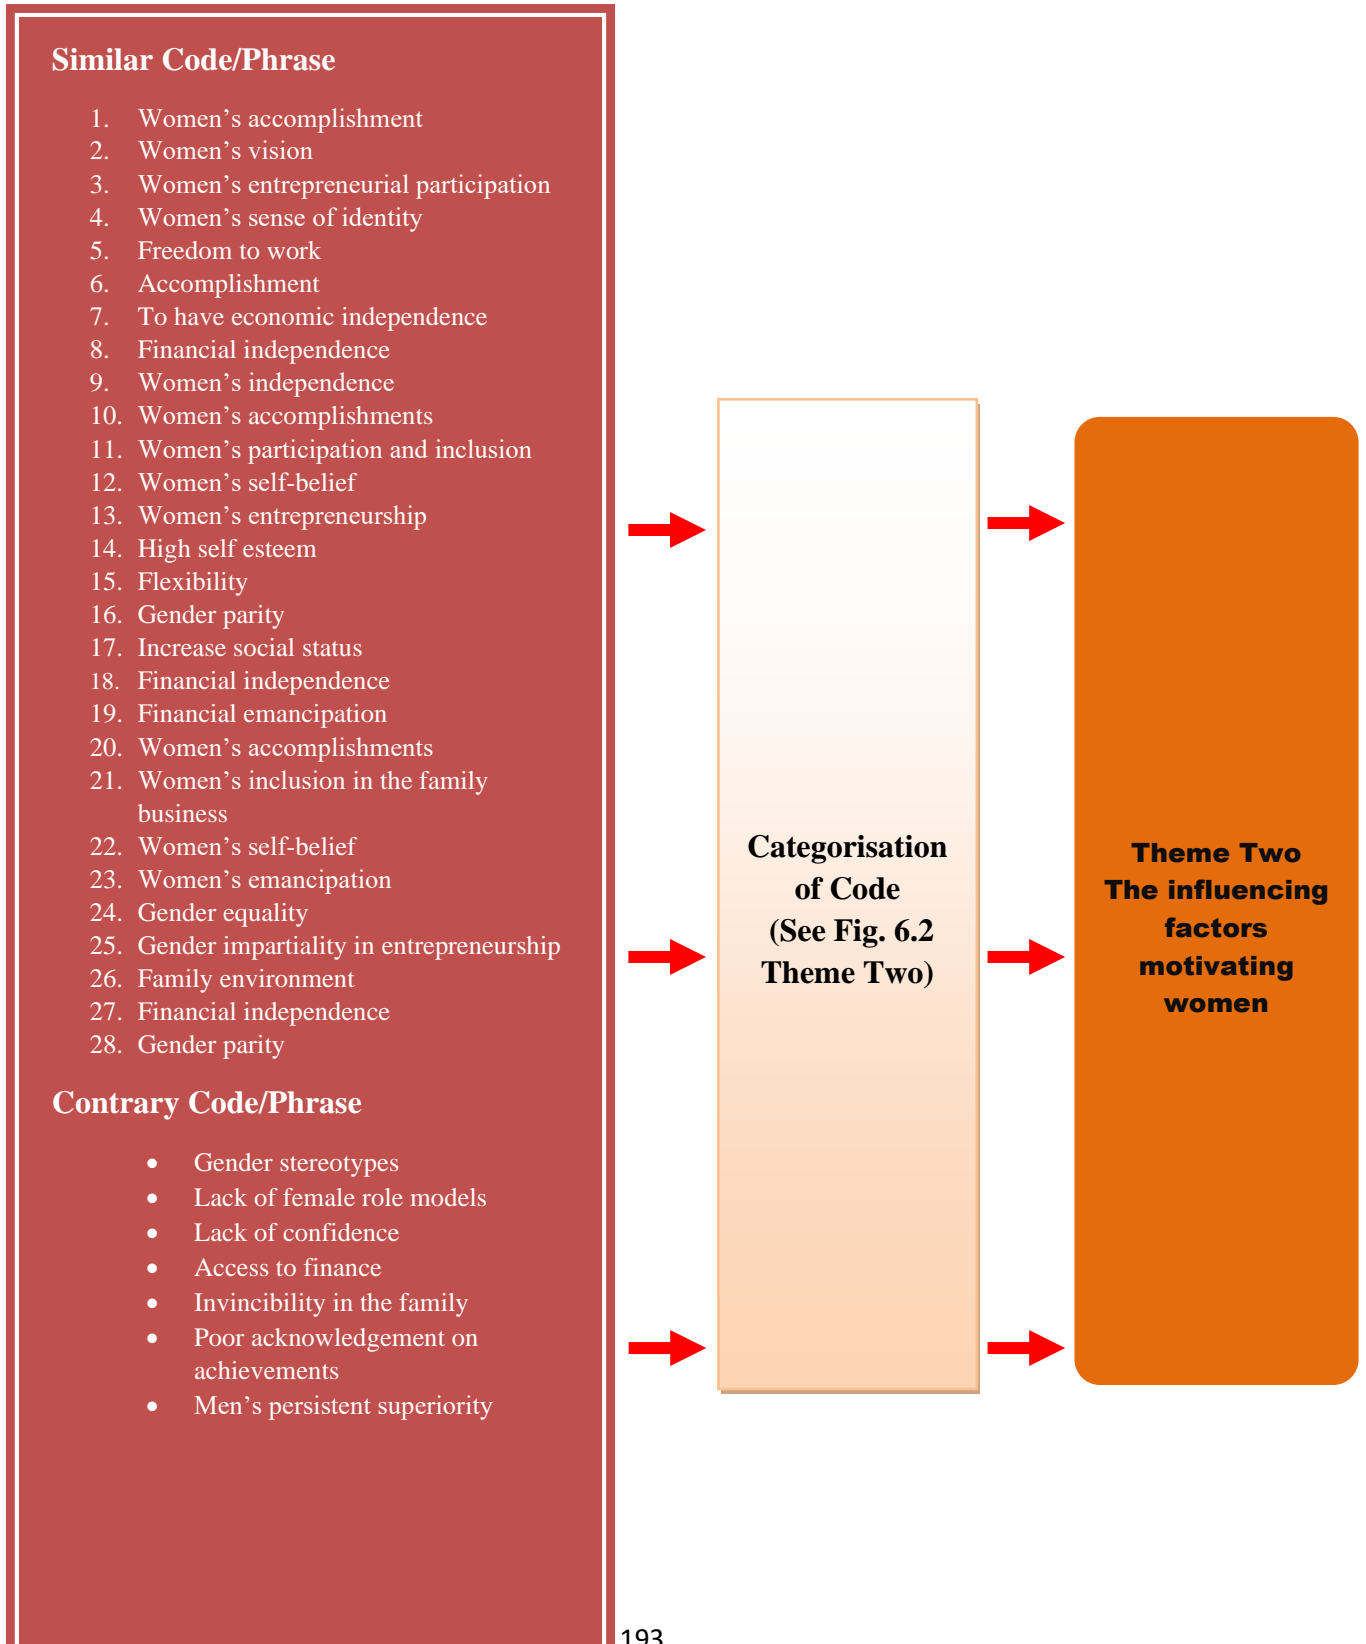 Similar Code/Phrase
1. Women’s accomplishment
2. Women’s vision
3. Women’s entrepreneurial participation
4. Women’s sense of identity
5. Freedom to work
6. Accomplishment
7. To have economic independence
8. Financial independence
9. Women’s independence
10. Women’s accomplishments
11. Women’s participation and inclusion
12. Women’s self-belief
13. Women’s entrepreneurship
14. High self esteem
15. Flexibility
16. Gender parity
17. Increase social status
18. Financial independence
19. Financial emancipation
20. Women’s accomplishments
21. Women’s inclusion in the family
business
22. Women’s self-belief
23. Women’s emancipation
24. Gender equality
25. Gender impartiality in entrepreneurship
26. Family environment
27. Financial independence
28. Gender parity
Contrary Code/Phrase
• Gender stereotypes
• Lack of female role models
• Lack of confidence
• Access to finance
• Invincibility in the family
• Poor acknowledgement on
achievements
• Men’s persistent superiority
Categorisation
of Code
(See Fig. 6.2
Theme Two)
Theme Two
The influencing
factors
motivating
women
193